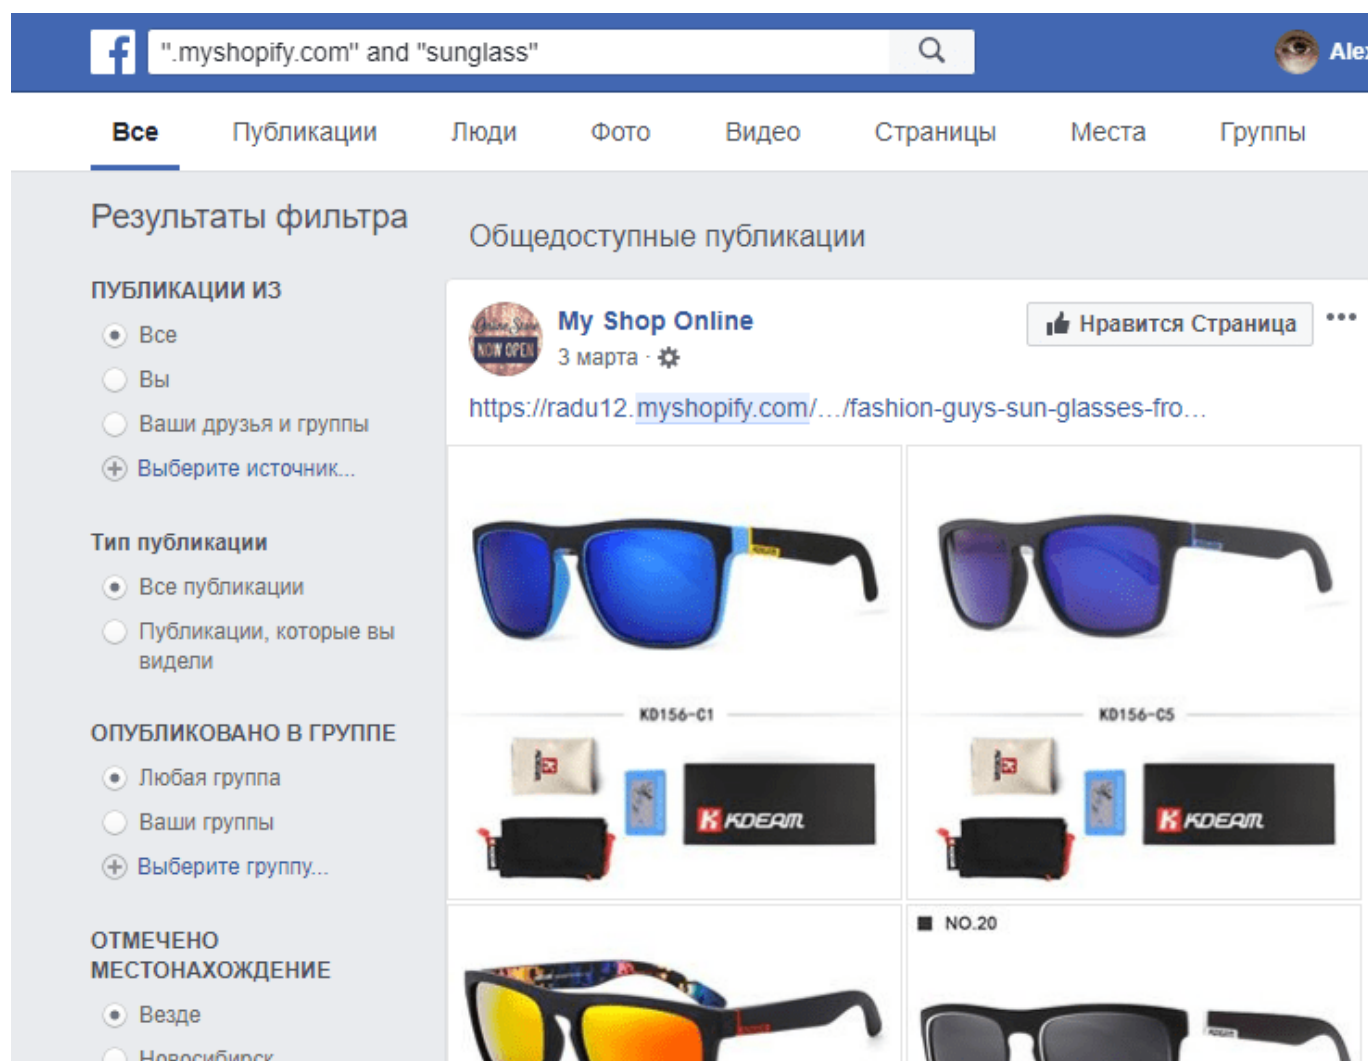 ".myshopify.com" and "sunglass"
Все Публикации Люди Фото Видео Страницы Места Группы
Результаты фильтра
ПУБЛИКАЦИИ ИЗ
Все
Вы
Ваши друзья и группы
Выберите источник...
Тип публикации
Все публикации
Публикации, которые вы
видели
ОПУБЛИКОВАНО В ГРУППЕ
Любая группа
Ваши группы
Выберите группу...
ОТМЕЧЕНО
МЕСТОНАХОЖДЕНИЕ
Везде
Новосибирск
Общедоступные публикации
NOW OPEN
My Shop Online
3 марта ·
Нравится Страница
https://radu12.myshopify.com/…/fashion-guys-sun-glasses-fro…
KD156-C1
KDEAM
KD156-C5
KDEAM
NO.20